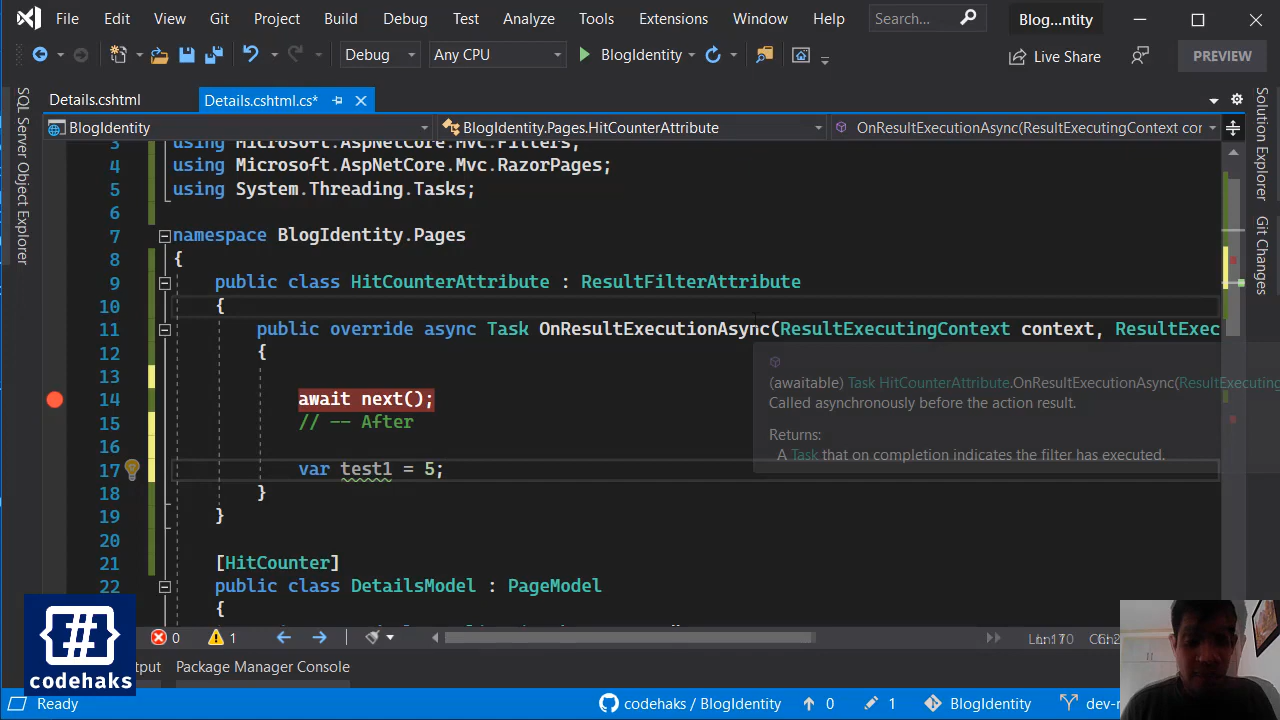 File Edit View Git Project Build Debug Test Analyze Tools Extensions Window Help Search... Blog...ntity
Debug Any CPU BlogIdentity Live Share PREVIEW
Details.cshtml Details.cshtml.cs*
BlogIdentity BlogIdentity.Pages.HitCounterAttribute OnResultExecutionAsync(ResultExecutingContext cor
SQL Server Object Explorer
Solution Explorer
Git Changes
3 using Microsoft.AspNetCore.Mvc.Filters;
4 using Microsoft.AspNetCore.Mvc.RazorPages;
5 using System.Threading.Tasks;
6
7 namespace BlogIdentity.Pages
8 {
9 public class HitCounterAttribute : ResultFilterAttribute
10 {
11 public override async Task OnResultExecutionAsync(ResultExecutingContext context, ResultExec
12 {
13
14 await next();
15 // -- After
16
17 var test1 = 5;
18 }
19 }
20
21 [HitCounter]
22 public class DetailsModel : PageModel
{
(awaitable) Task HitCounterAttribute.OnResultExecutionAsync(ResultExecuting
Called asynchronously before the action result.
Returns:
A Task that on completion indicates the filter has executed.
0 1
Package Manager Console
# codehaks
Ready codehaks / BlogIdentity 0 1 BlogIdentity